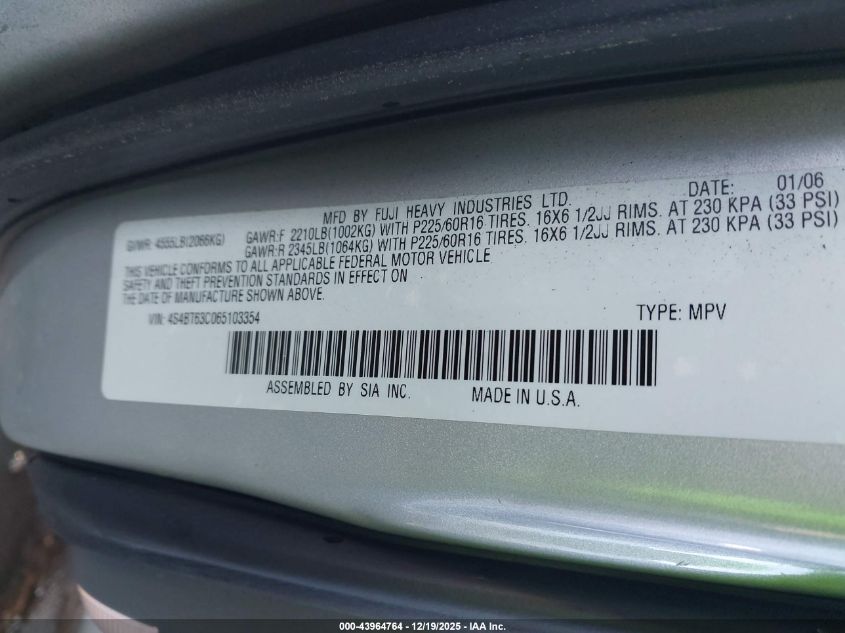 MFD BY FUJI HEAVY INDUSTRIES LTD. DATE: 01/06
GVWR: 4555LB(2066KG) GAWR:F 2210LB(1002KG) WITH P225/60R16 TIRES. 16X6 1/2JJ RIMS. AT 230 KPA (33 PSI)
GAWR:R 2345LB(1064KG) WITH P225/60R16 TIRES. 16X6 1/2JJ RIMS. AT 230 KPA (33 PSI)
THIS VEHICLE CONFORMS TO ALL APPLICABLE FEDERAL MOTOR VEHICLE
SAFETY AND THEFT PREVENTION STANDARDS IN EFFECT ON
THE DATE OF MANUFACTURE SHOWN ABOVE.
VIN: 4S4BT63C065103354 TYPE: MPV
ASSEMBLED BY SIA INC. MADE IN U.S.A.
000-43964764 – 12/19/2025 – IAA Inc.